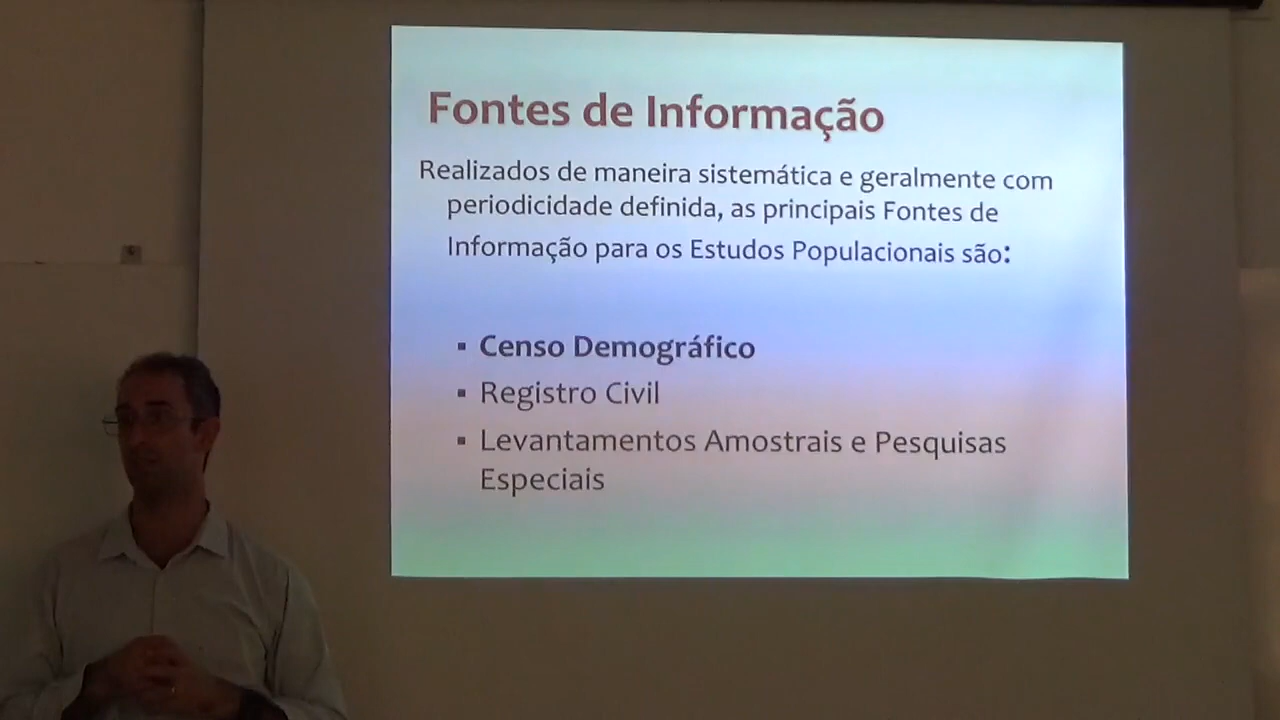 Fontes de Informação
Realizados de maneira sistemática e geralmente com
periodicidade definida, as principais Fontes de
Informação para os Estudos Populacionais são:
▪ Censo Demográfico
▪ Registro Civil
▪ Levantamentos Amostrais e Pesquisas
Especiais